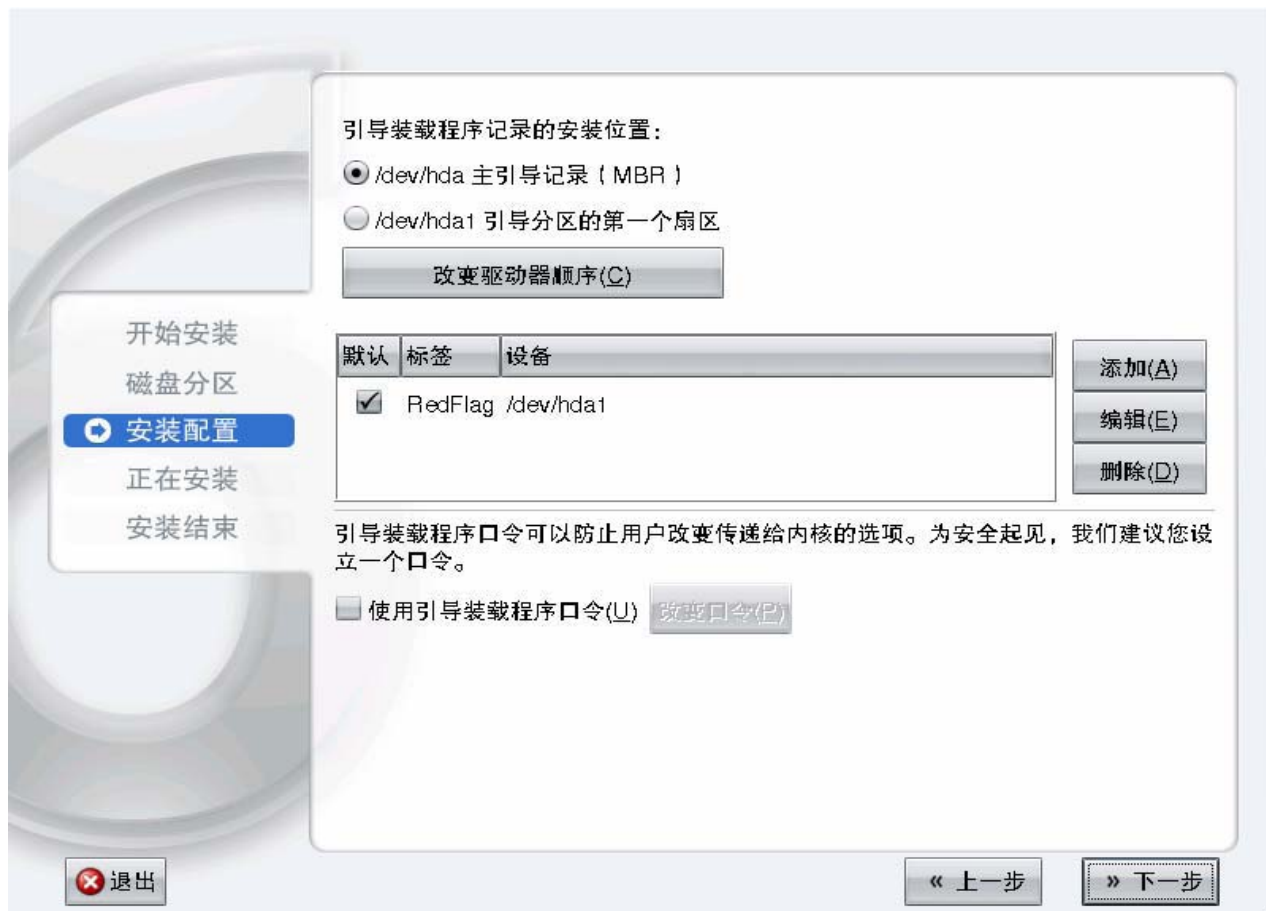 引导装载程序记录的安装位置：
/dev/hda 主引导记录（MBR）
/dev/hda1 引导分区的第一个扇区
改变驱动器顺序(C)
开始安装
磁盘分区
安装配置
正在安装
安装结束
默认 标签 设备
RedFlag /dev/hda1
添加(A)
编辑(E)
删除(D)
引导装载程序口令可以防止用户改变传递给内核的选项。为安全起见，我们建议您设
立一个口令。
使用引导装载程序口令(U) 改变口令(P)
退出
« 上一步
» 下一步